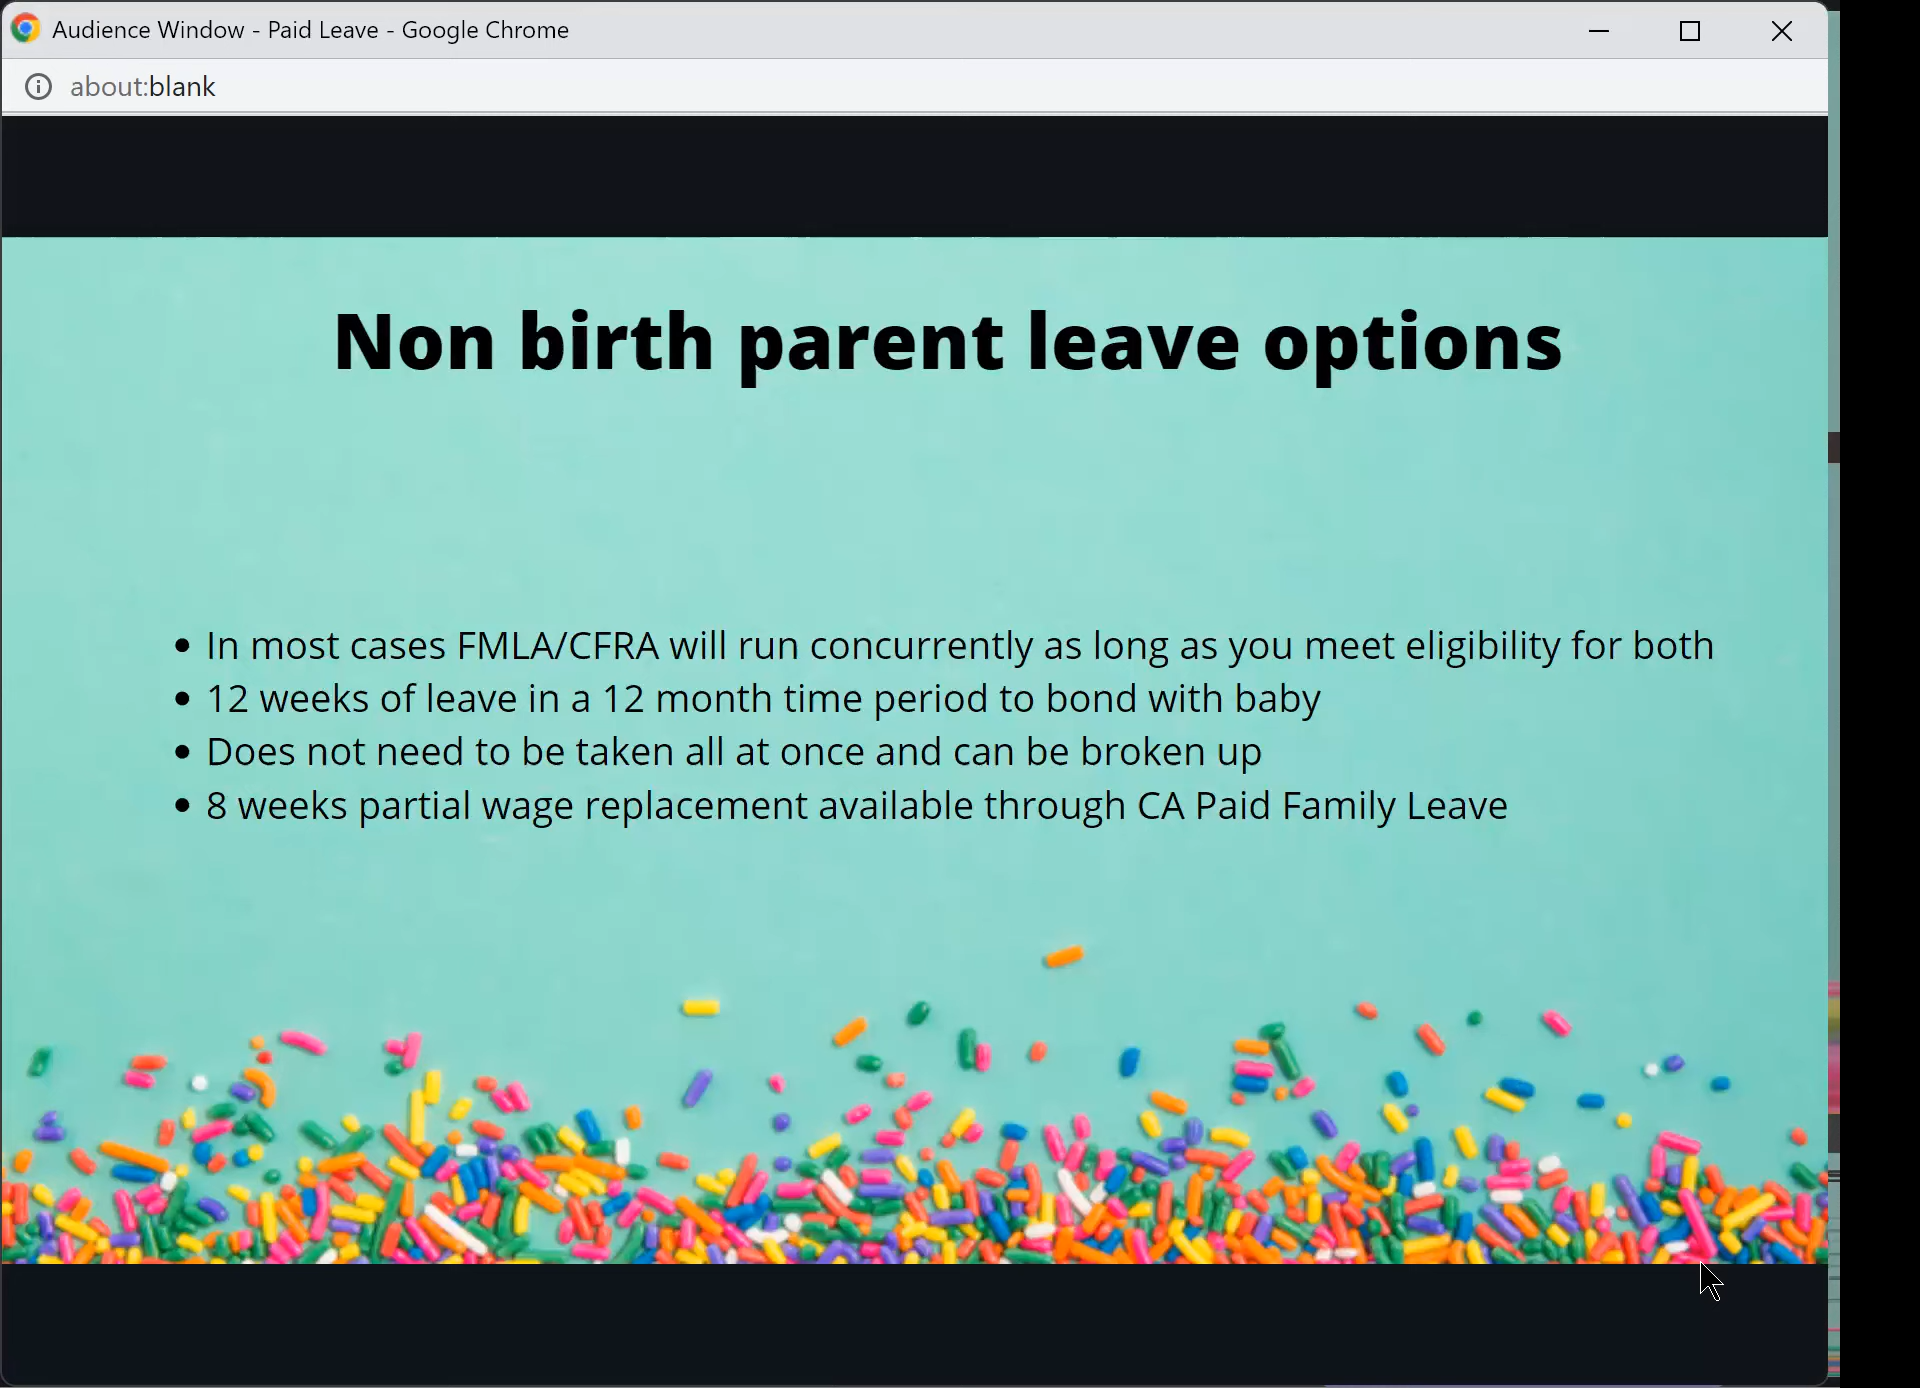 Audience Window - Paid Leave - Google Chrome
about:blank
Non birth parent leave options
• In most cases FMLA/CFRA will run concurrently as long as you meet eligibility for both
• 12 weeks of leave in a 12 month time period to bond with baby
• Does not need to be taken all at once and can be broken up
• 8 weeks partial wage replacement available through CA Paid Family Leave